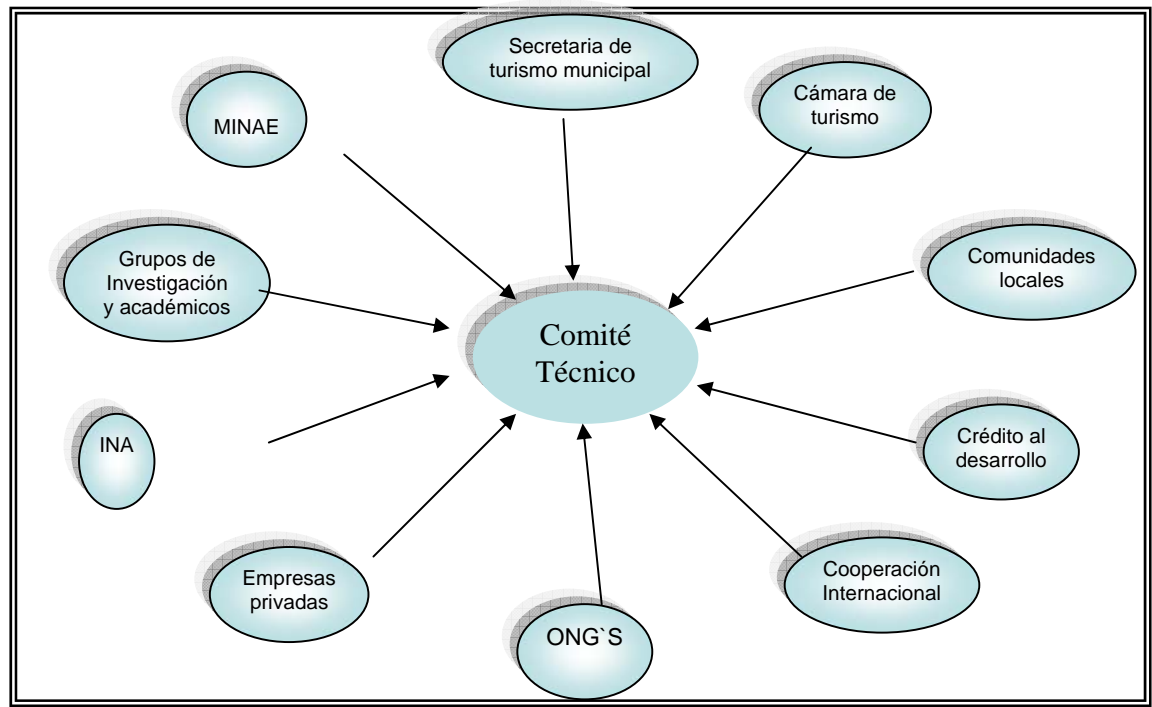 Secretaria de
turismo municipal
Cámara de
turismo
MINAE
Comunidades
locales
Grupos de
Investigación
y académicos
Comité
Técnico
INA
Crédito al
desarrollo
Empresas
privadas
Cooperación
Internacional
ONG`S